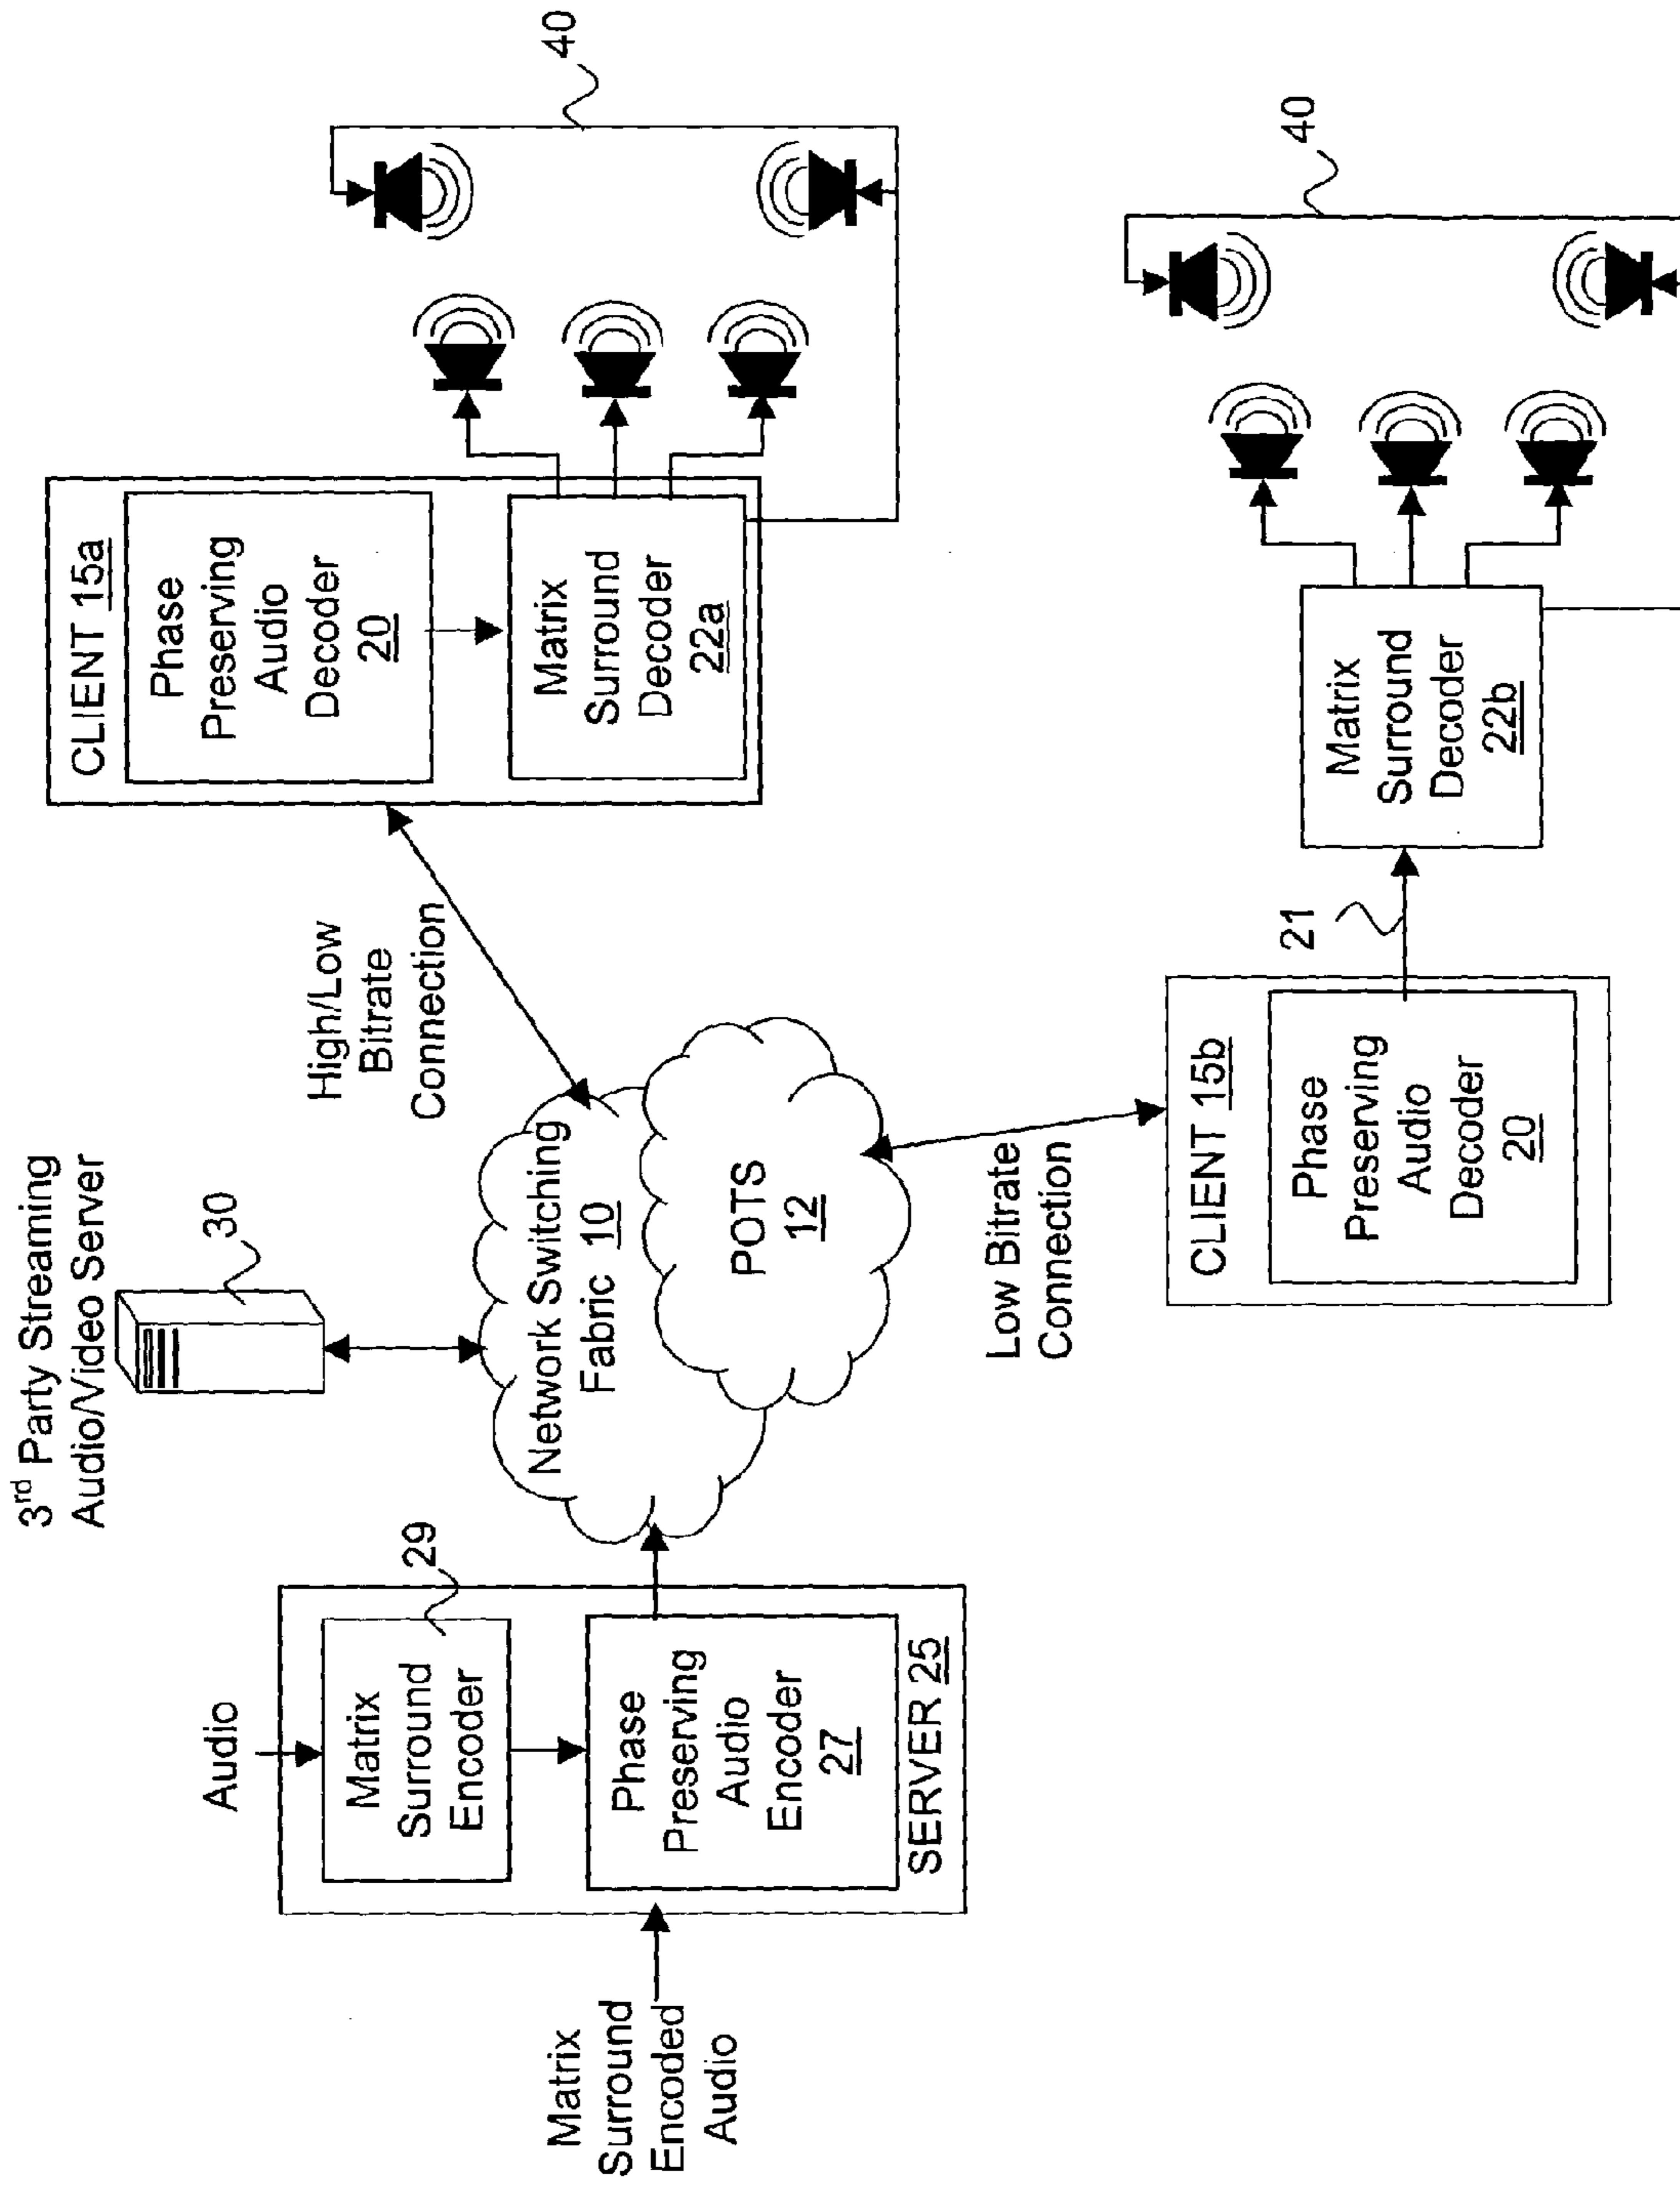 3rd Party Streaming
Audio/Video Server
30
Audio
Matrix
Surround
Encoder
29
Phase
Preserving
Audio
Encoder
27
SERVER 25
Matrix
Surround
Encoded
Audio
Network Switching
Fabric 10
POTS
12
High/Low
Bitrate
Connection
CLIENT 15a
Phase
Preserving
Audio
Decoder
20
Matrix
Surround
Decoder
22a
40
Low Bitrate
Connection
CLIENT 15b
Phase
Preserving
Audio
Decoder
20
21
Matrix
Surround
Decoder
22b
40